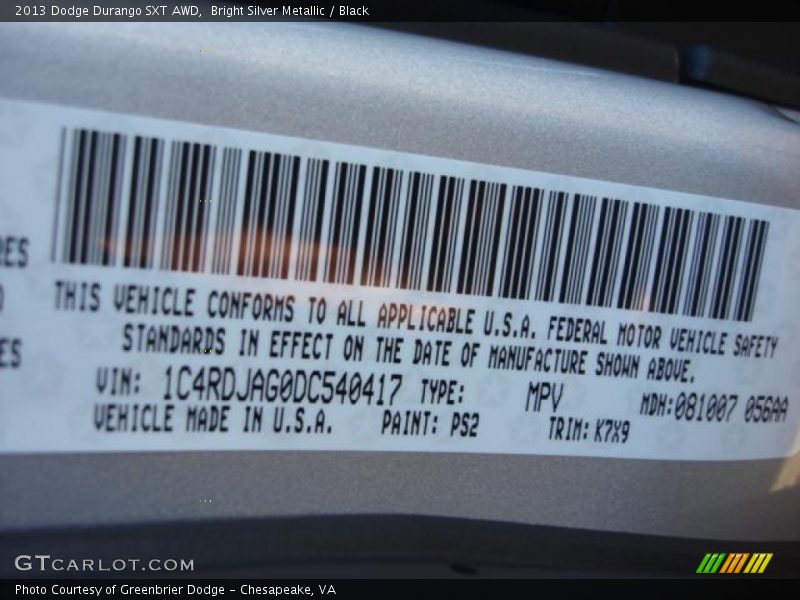 2013 Dodge Durango SXT AWD, Bright Silver Metallic / Black
THIS VEHICLE CONFORMS TO ALL APPLICABLE U.S.A. FEDERAL MOTOR VEHICLE SAFETY
STANDARDS IN EFFECT ON THE DATE OF MANUFACTURE SHOWN ABOVE.
VIN: 1C4RDJAG0DC540417 TYPE: MPV MDH:081007 056AA
VEHICLE MADE IN U.S.A. PAINT: PS2 TRIM: K7X9
GTCARLOT.COM
Photo Courtesy of Greenbrier Dodge - Chesapeake, VA